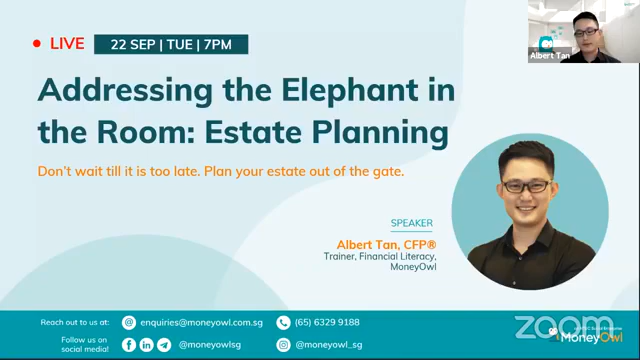 LIVE
22 SEP | TUE | 7PM
Albert Tan
Addressing the Elephant in
the Room: Estate Planning
Don't wait till it is too late. Plan your estate out of the gate.
SPEAKER
Albert Tan, CFP®
Trainer, Financial Literacy,
MoneyOwl
Reach out to us at:
enquiries@moneyowl.com.sg
(65) 6329 9188
Follow us on
social media!
@moneyowlsg
@moneyowl_sg
zoom
MoneyOwl